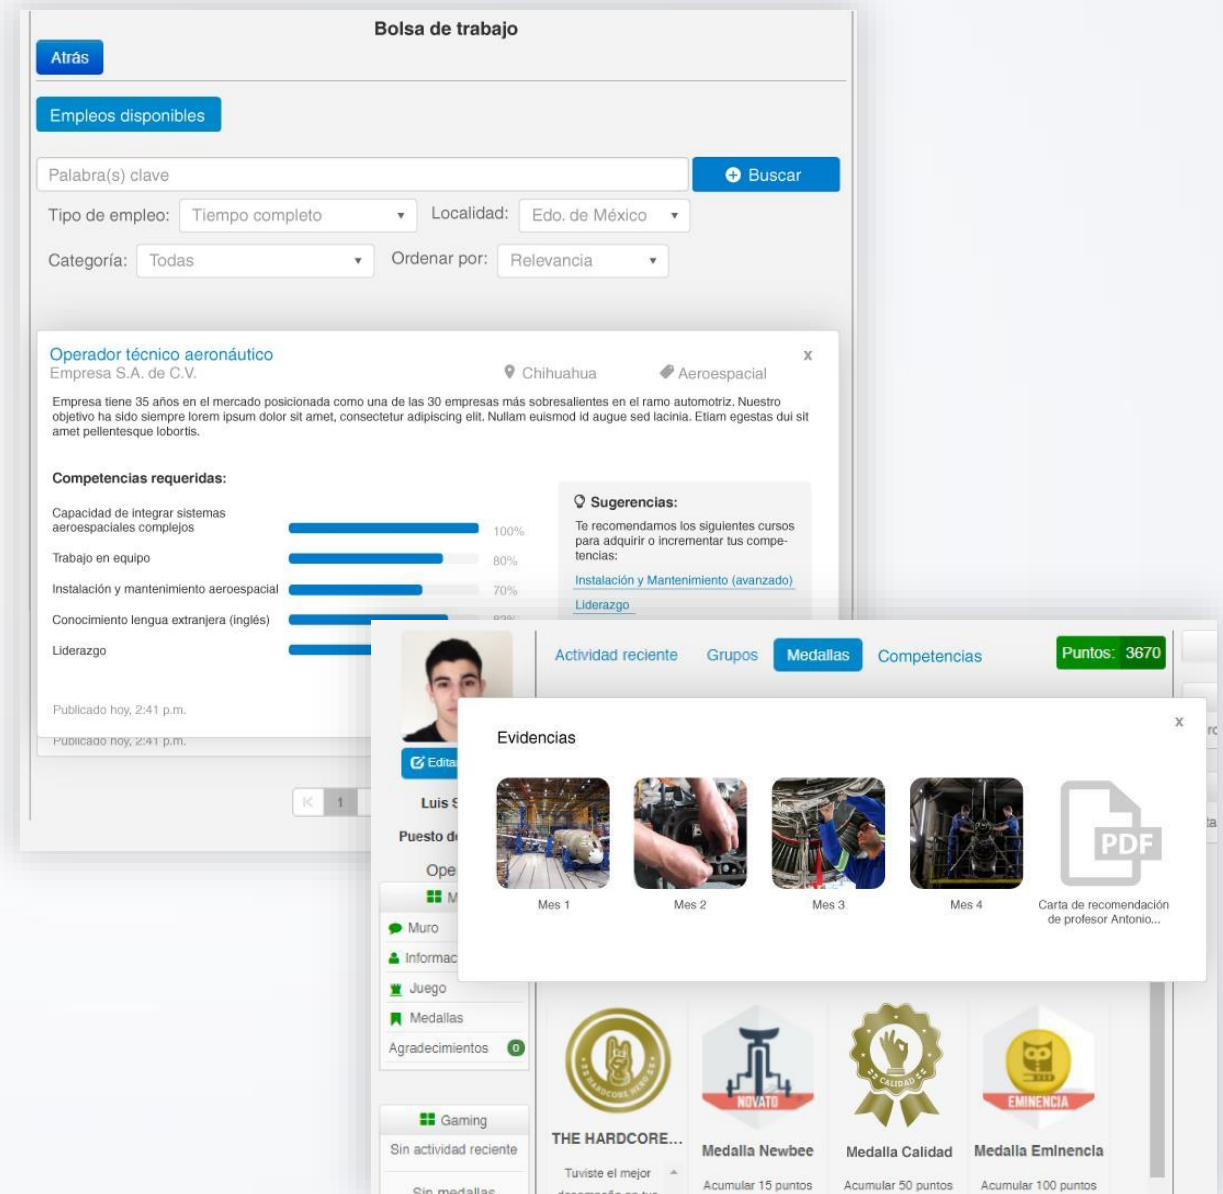 Bolsa de trabajo
Atrás
Empleos disponibles
Palabra(s) clave
Buscar
Tipo de empleo: Tiempo completo Localidad: Edo. de México
Categoría: Todas Ordenar por: Relevancia
Operador técnico aeronáutico x
Empresa S.A. de C.V. Chihuahua Aeroespacial
Empresa tiene 35 años en el mercado posicionada como una de las 30 empresas más sobresalientes en el ramo automotriz. Nuestro
objetivo ha sido siempre lorem ipsum dolor sit amet, consectetur adipiscing elit. Nullam euismod id augue sed lacinia. Etiam egestas dui sit
amet pellentesque lobortis.
Competencias requeridas:
Capacidad de integrar sistemas
aeroespaciales complejos 100%
Trabajo en equipo 80%
Instalación y mantenimiento aeroespacial 70%
Conocimiento lengua extranjera (inglés)
Liderazgo
Sugerencias:
Te recomendamos los siguientes cursos
para adquirir o incrementar tus compe-
tencias:
Instalación y Mantenimiento (avanzado)
Liderazgo
Publicado hoy, 2:41 p.m.
Publicado hoy, 2:41 p.m.
1
Actividad reciente Grupos Medallas Competencias Puntos: 3670
Evidencias x
Mes 1
Mes 2
Mes 3
Mes 4
PDF
Carta de recomendación
de profesor Antonio...
Luis
Muro
Juego
Medallas
Agradecimientos 0
Gaming
Sin actividad reciente
Sin medallas
HARDCORE HERO
THE HARDCORE...
Tuviste el mejor
NOVATO
Medalla Newbee
Acumular 15 puntos
CALIDAD
Medalla Calidad
Acumular 50 puntos
EMINENCIA
Medalla Eminencia
Acumular 100 puntos